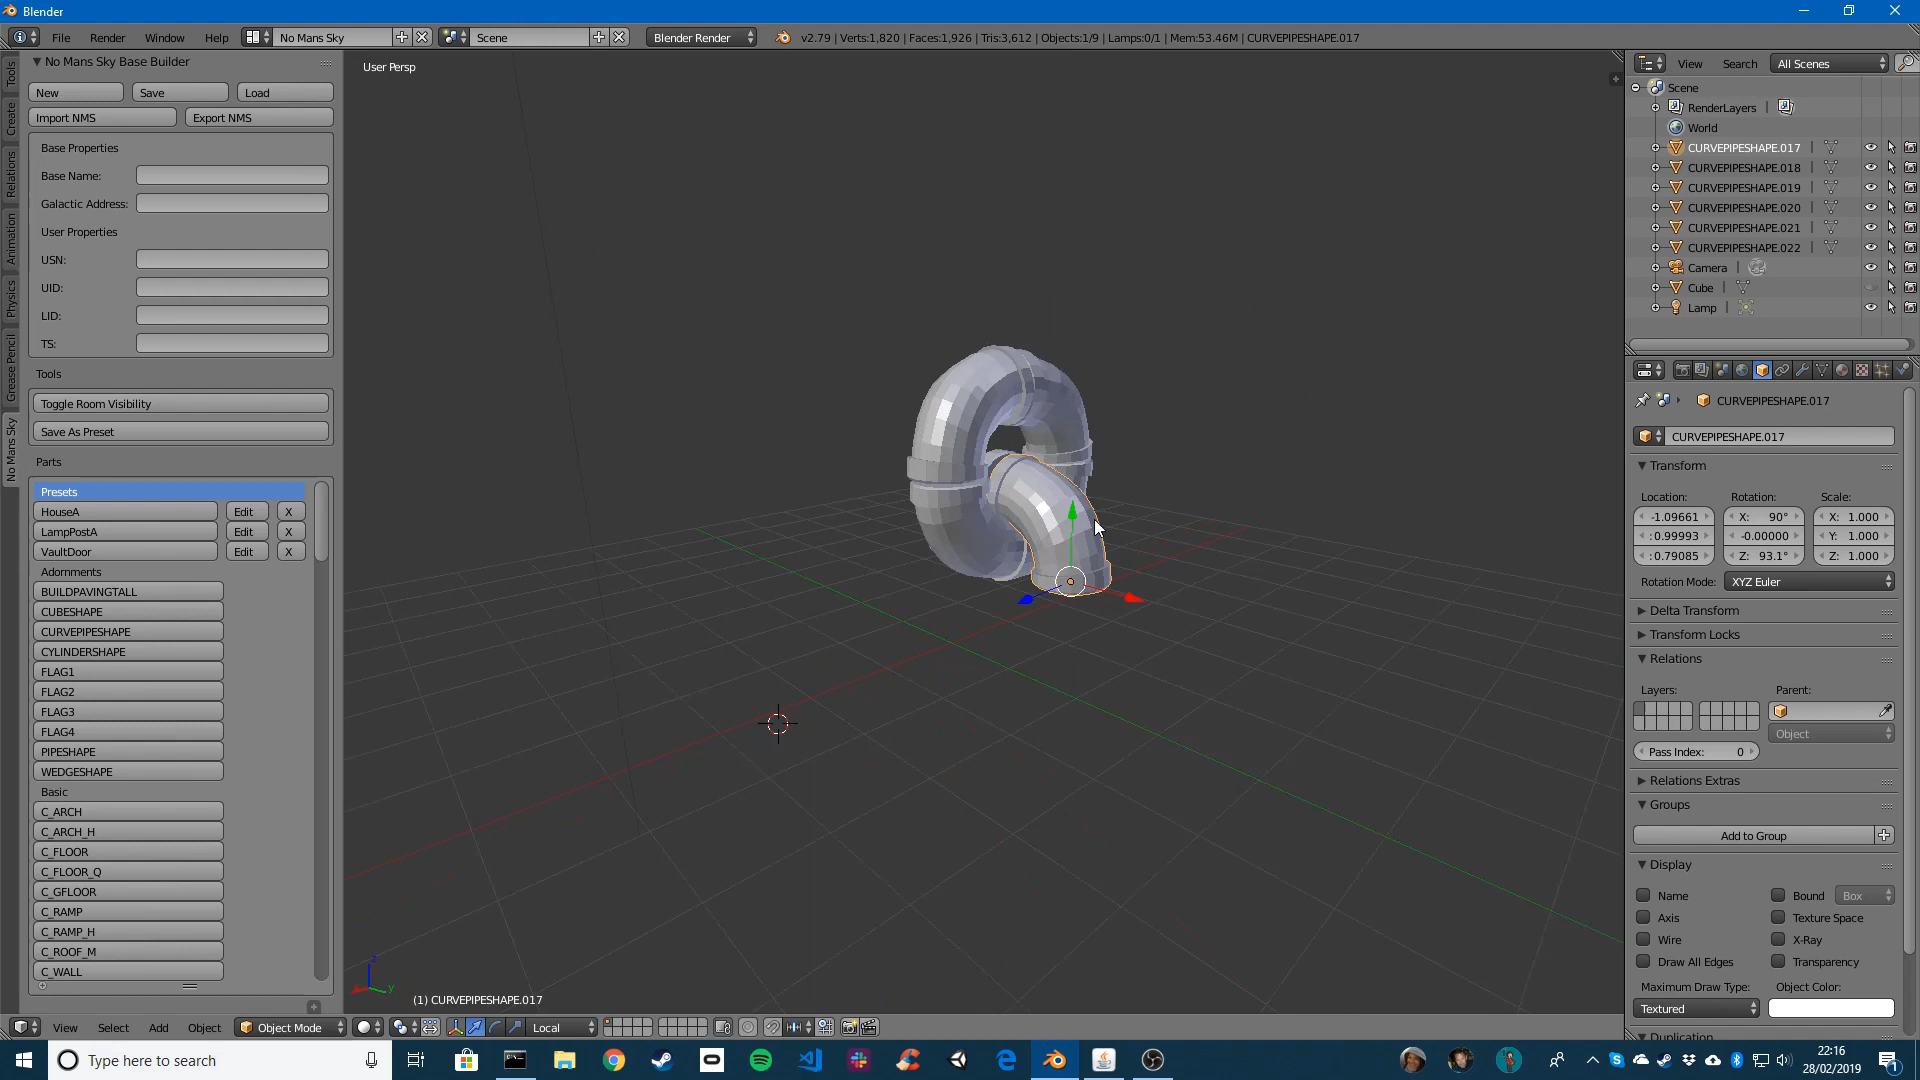 Blender
File Render Window Help No Mans Sky Scene Blender Render v2.79 | Verts:1,820 | Faces:1,926 | Tris:3,612 | Objects:1/9 | Lamps:0/1 | Mem:53.46M | CURVEPIPESHAPE.017
Tools
Create
Relations
Animation
Physics
Grease Pencil
No Mans Sky
No Mans Sky Base Builder
New Save Load
Import NMS Export NMS
Base Properties
Base Name:
Galactic Address:
User Properties
USN:
UID:
LID:
TS:
Tools
Toggle Room Visibility
Save As Preset
Parts
Presets
HouseA Edit X
LampPostA Edit X
VaultDoor Edit X
Adornments
BUILDPAVINGTALL
CUBESHAPE
CURVEPIPESHAPE
CYLINDERSHAPE
FLAG1
FLAG2
FLAG3
FLAG4
PIPESHAPE
WEDGESHAPE
Basic
C_ARCH
C_ARCH_H
C_FLOOR
C_FLOOR_Q
C_GFLOOR
C_RAMP
C_RAMP_H
C_ROOF_M
C_WALL
User Persp
z
y
(1) CURVEPIPESHAPE.017
View Select Add Object Object Mode Local
View Search All Scenes
Scene
RenderLayers |
World
CURVEPIPESHAPE.017 |
CURVEPIPESHAPE.018 |
CURVEPIPESHAPE.019 |
CURVEPIPESHAPE.020 |
CURVEPIPESHAPE.021 |
CURVEPIPESHAPE.022 |
Camera |
Cube |
Lamp |
CURVEPIPESHAPE.017
CURVEPIPESHAPE.017
Transform
Location: Rotation: Scale:
-1.09661 X: 90° X: 1.000
: 0.99993 -0.00000 Y: 1.000
: 0.79085 Z: 93.1° Z: 1.000
Rotation Mode: XYZ Euler
Delta Transform
Transform Locks
Relations
Layers: Parent:
Object
Pass Index: 0
Relations Extras
Groups
Add to Group
Display
Name Bound Box
Axis Texture Space
Wire X-Ray
Draw All Edges Transparency
Maximum Draw Type: Object Color:
Textured
Duplication
Type here to search
22:16
28/02/2019
1